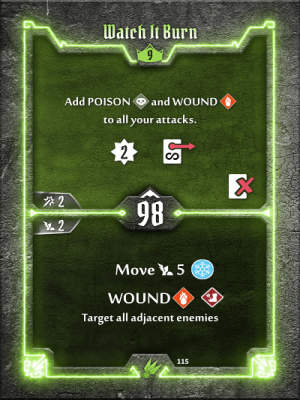 Watch It Burn
9
Add POISON and WOUND
to all your attacks.
2
2
98
2
Move 5
WOUND
Target all adjacent enemies
115